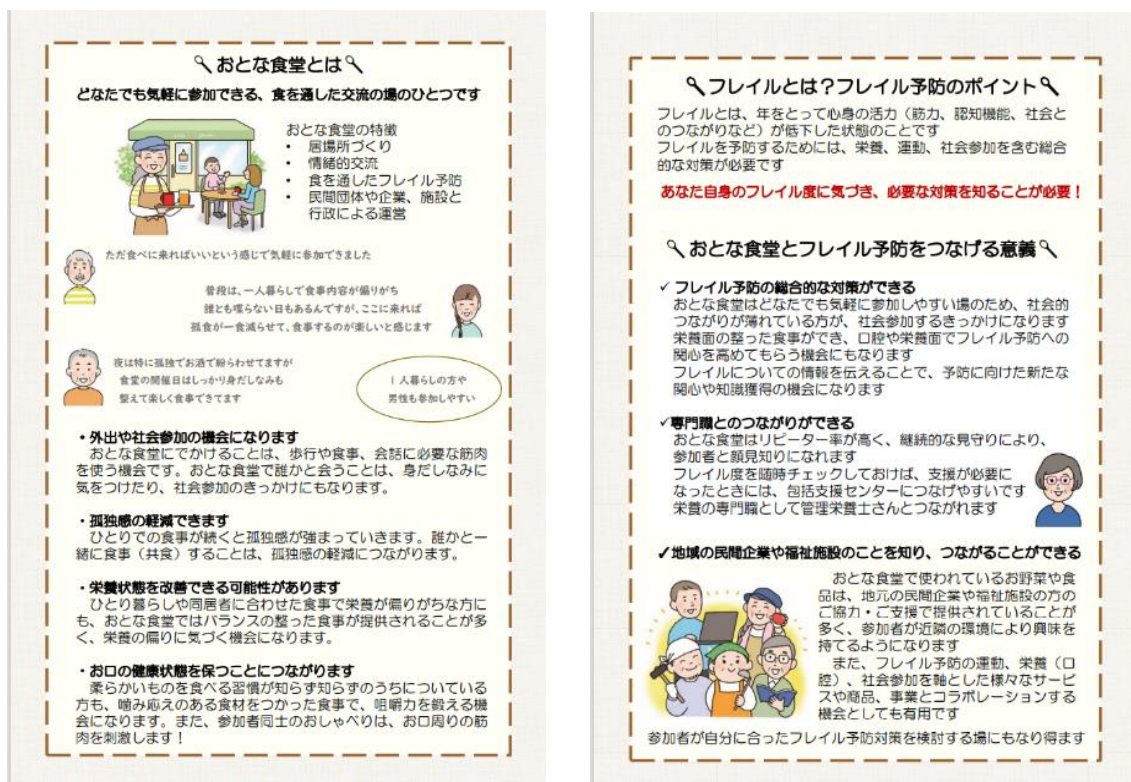 おとな食堂とは
どなたでも気軽に参加できる、食を通した交流の場のひとつです
おとな食堂の特徴
• 居場所づくり
• 情緒的交流
• 食を通したフレイル予防
• 民間団体や企業、施設と
行政による運営
ただ食べに来ればいいという感じで気軽に参加できました
普段は、一人暮らしで食事内容が偏りがち
誰とも喋らない日もあるんですが、ここに来れば
孤食が一食減らせて、食事するのが楽しいと感じます
夜は特に孤独でお酒で紛らわせてますが
食堂の開催日はしっかり身だしなみも
整えて楽しく食事できてます
1人暮らしの方や
男性も参加しやすい
・外出や社会参加の機会になります
おとな食堂にでかけることは、歩行や食事、会話に必要な筋肉
を使う機会です。おとな食堂で誰かと会うことは、身だしなみに
気をつけたり、社会参加のきっかけにもなります。
・孤独感の軽減できます
ひとりでの食事が続くと孤独感が強まっていきます。誰かと一
緒に食事（共食）することは、孤独感の軽減につながります。
・栄養状態を改善できる可能性があります
ひとり暮らしや同居者に合わせた食事で栄養が偏りがちな方に
も、おとな食堂ではバランスの整った食事が提供されることが多
く、栄養の偏りに気づく機会になります。
・お口の健康状態を保つことにつながります
柔らかいものを食べる習慣が知らず知らずのうちについている
方も、噛み応えのある食材をつかった食事で、咀嚼力を鍛える機
会になります。また、参加者同士のおしゃべりは、お口周りの筋
肉を刺激します！
フレイルとは？フレイル予防のポイント
フレイルとは、年をとって心身の活力（筋力、認知機能、社会と
のつながりなど）が低下した状態のことです
フレイルを予防するためには、栄養、運動、社会参加を含む総合
的な対策が必要です
あなた自身のフレイル度に気づき、必要な対策を知ることが必要！
おとな食堂とフレイル予防をつなげる意義
✓ フレイル予防の総合的な対策ができる
おとな食堂はどなたでも気軽に参加しやすい場のため、社会的
つながりが薄れている方が、社会参加するきっかけになります
栄養面の整った食事ができ、口腔や栄養面でフレイル予防への
関心を高めてもらう機会にもなります
フレイルについての情報を伝えることで、予防に向けた新たな
関心や知識獲得の機会になります
✓専門職とのつながりができる
おとな食堂はリピーター率が高く、継続的な見守りにより、
参加者と顔見知りになれます
フレイル度を随時チェックしておけば、支援が必要に
なったときには、包括支援センターにつなげやすいです
栄養の専門職として管理栄養士さんとつながれます
✓地域の民間企業や福祉施設のことを知り、つながることができる
おとな食堂で使われているお野菜や食
品は、地元の民間企業や福祉施設の方の
ご協力・ご支援で提供されていることが
多く、参加者が近隣の環境により興味を
持てるようになります
また、フレイル予防の運動、栄養（口
腔）、社会参加を軸とした様々なサービ
スや商品、事業とコラボレーションする
機会としても有用です
参加者が自分に合ったフレイル予防対策を検討する場にもなり得ます